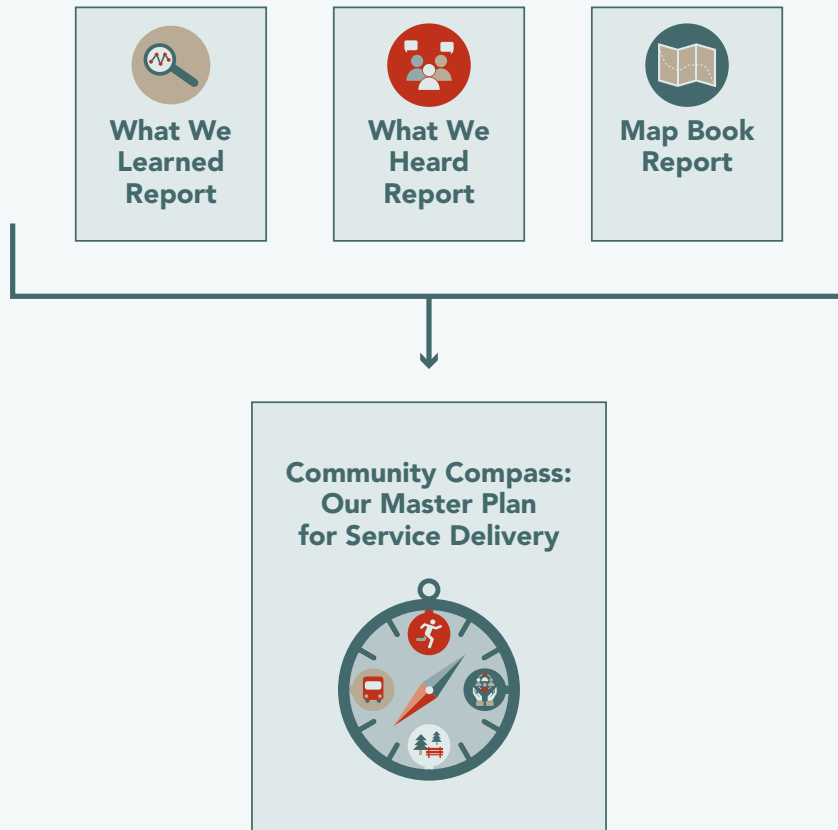 What We
Learned
Report
What We
Heard
Report
Map Book
Report
Community Compass:
Our Master Plan
for Service Delivery